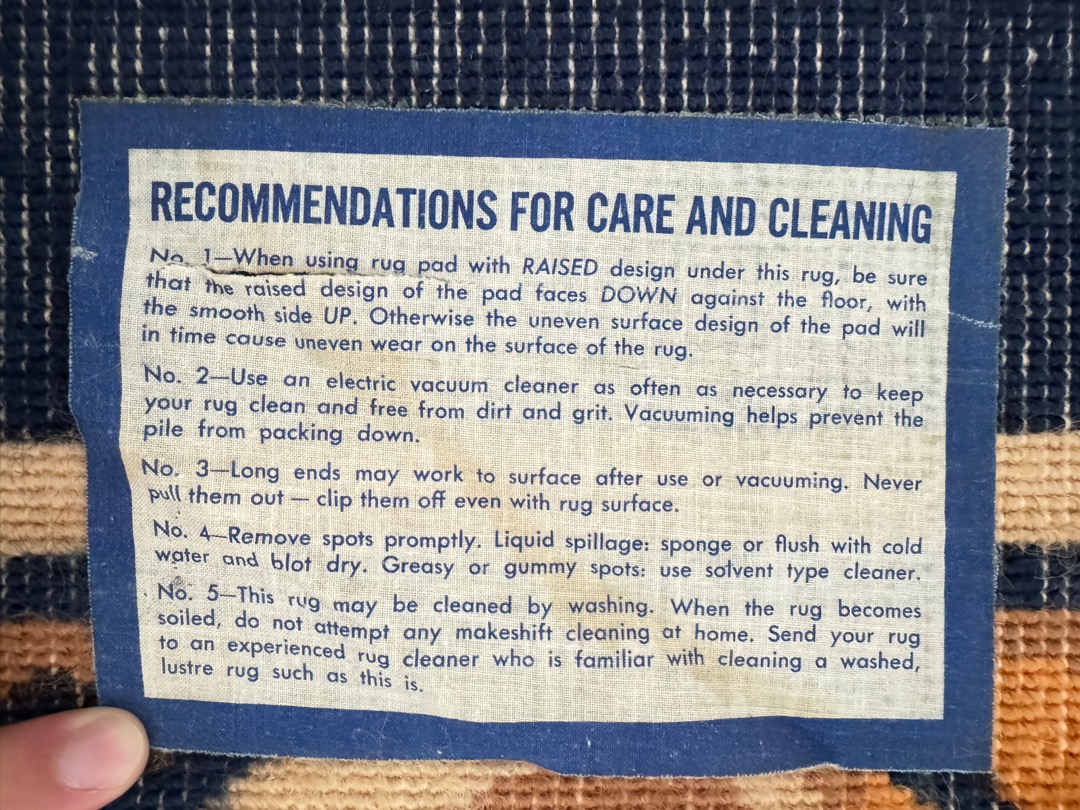 RECOMMENDATIONS FOR CARE AND CLEANING
No. 1—When using rug pad with RAISED design under this rug, be sure
that the raised design of the pad faces DOWN against the floor, with
the smooth side UP. Otherwise the uneven surface design of the pad will
in time cause uneven wear on the surface of the rug.
No. 2—Use an electric vacuum cleaner as often as necessary to keep
your rug clean and free from dirt and grit. Vacuuming helps prevent the
pile from packing down.
No. 3—Long ends may work to surface after use or vacuuming. Never
pull them out — clip them off even with rug surface.
No. 4—Remove spots promptly. Liquid spillage: sponge or flush with cold
water and blot dry. Greasy or gummy spots: use solvent type cleaner.
No. 5—This rug may be cleaned by washing. When the rug becomes
soiled, do not attempt any makeshift cleaning at home. Send your rug
to an experienced rug cleaner who is familiar with cleaning a washed,
lustre rug such as this is.